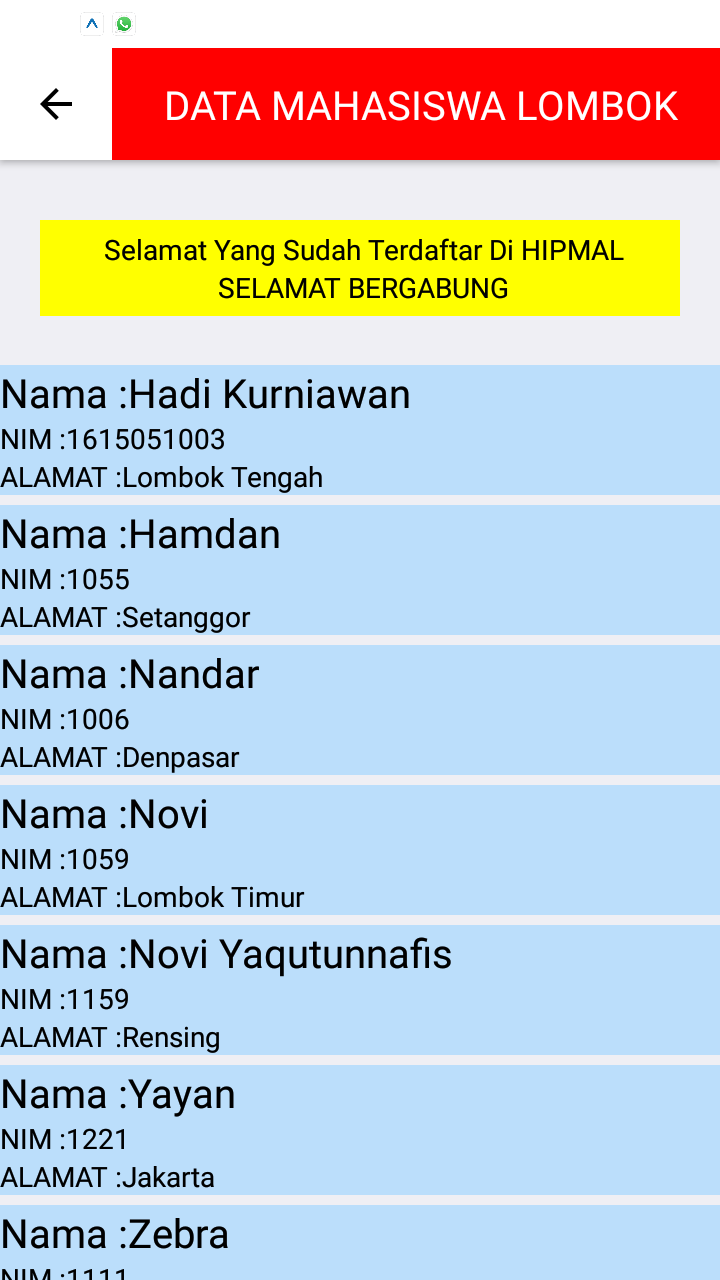 DATA MAHASISWA LOMBOK
Selamat Yang Sudah Terdaftar Di HIPMAL
SELAMAT BERGABUNG
Nama :Hadi Kurniawan
NIM :1615051003
ALAMAT :Lombok Tengah
Nama :Hamdan
NIM :1055
ALAMAT :Setanggor
Nama :Nandar
NIM :1006
ALAMAT :Denpasar
Nama :Novi
NIM :1059
ALAMAT :Lombok Timur
Nama :Novi Yaqutunnafis
NIM :1159
ALAMAT :Rensing
Nama :Yayan
NIM :1221
ALAMAT :Jakarta
Nama :Zebra
NIM :1111